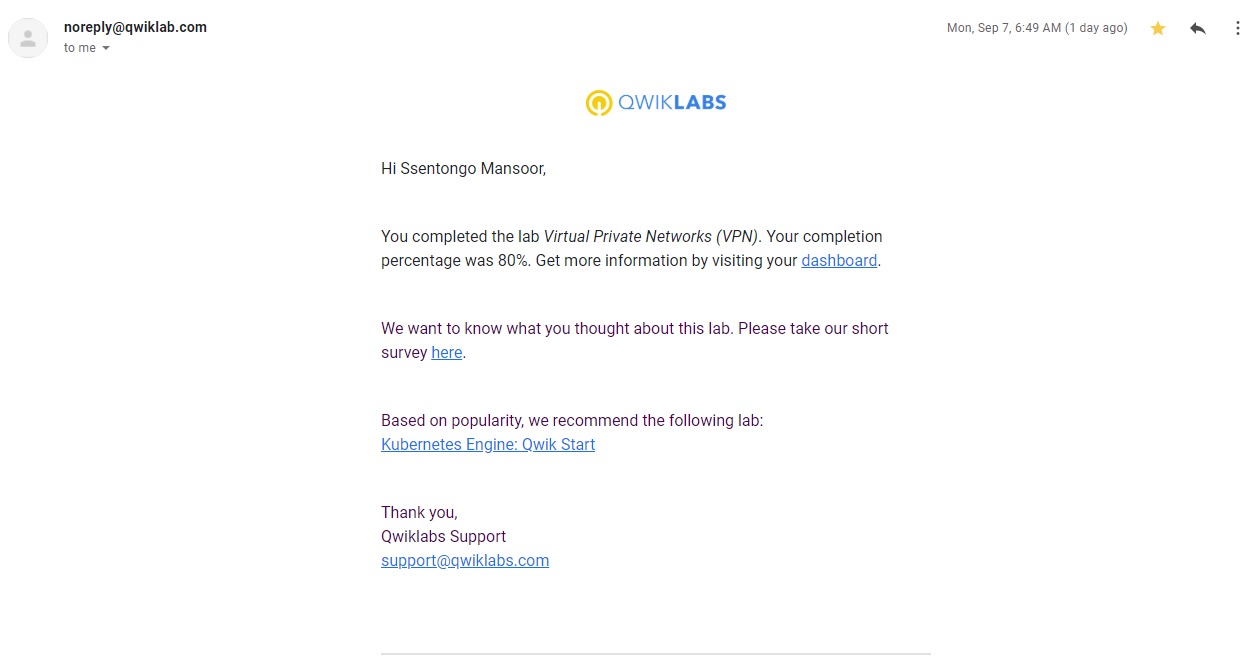 noreply@qwiklab.com
Mon, Sep 7, 6:49 AM (1 day ago)
to me
QWIKLABS
Hi Ssentongo Mansoor,
You completed the lab Virtual Private Networks (VPN). Your completion
percentage was 80%. Get more information by visiting your dashboard.
We want to know what you thought about this lab. Please take our short
survey here.
Based on popularity, we recommend the following lab:
Kubernetes Engine: Qwik Start
Thank you,
Qwiklabs Support
support@qwiklabs.com